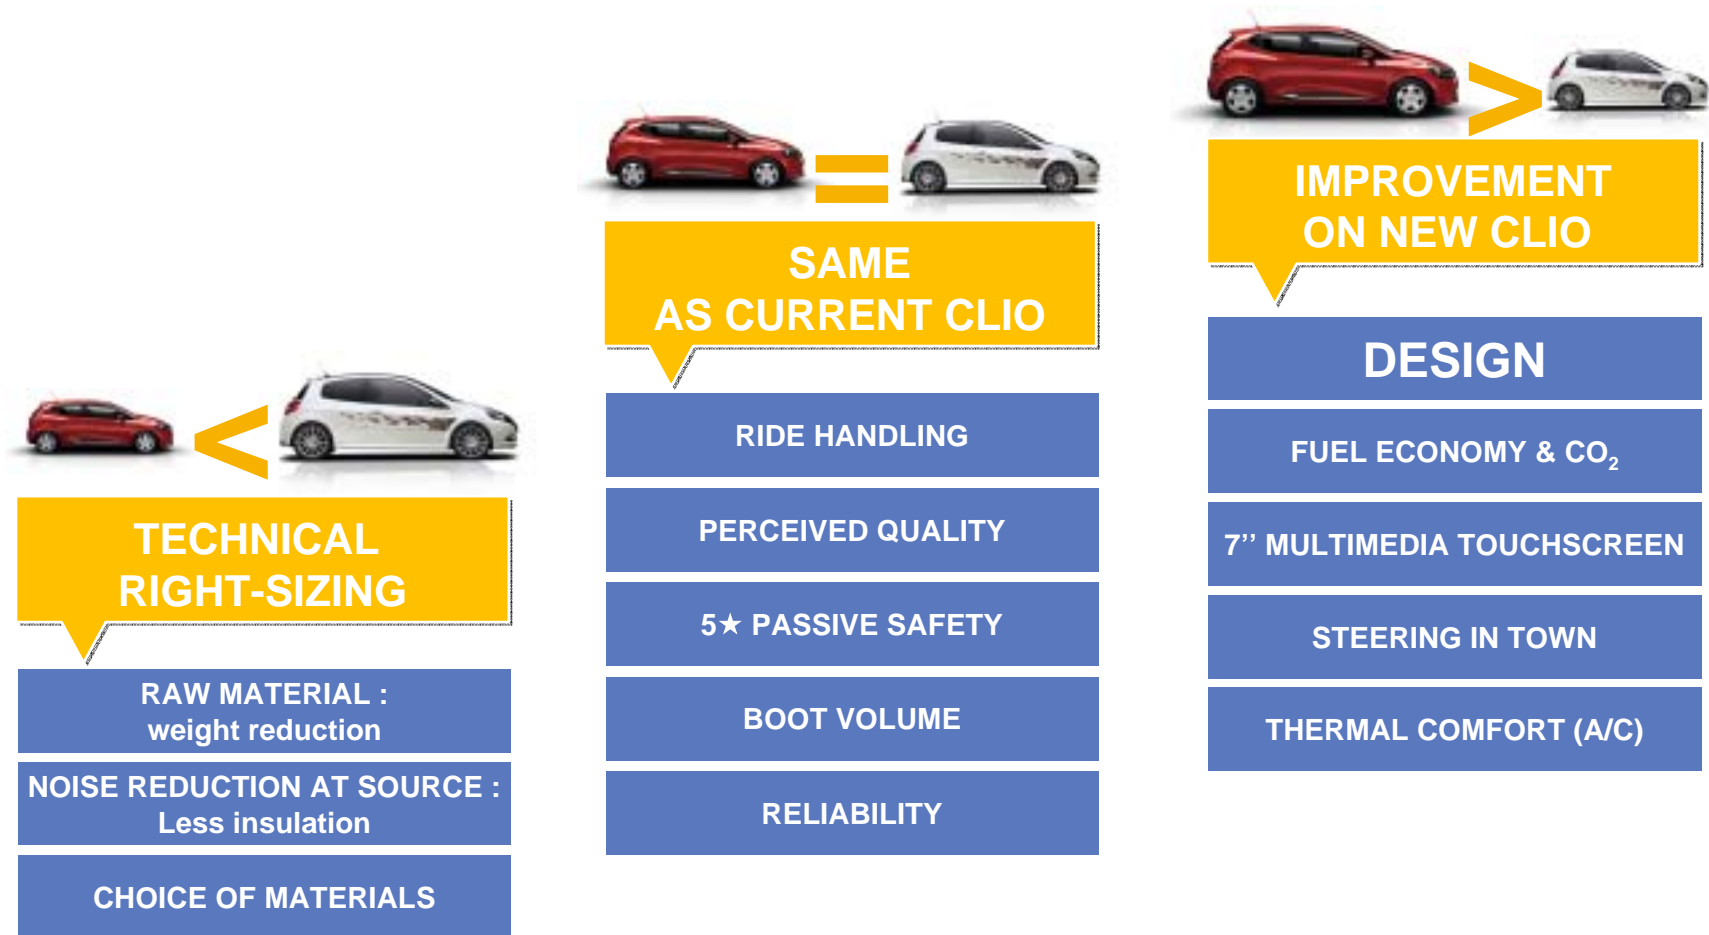 TECHNICAL
RIGHT-SIZING
RAW MATERIAL :
weight reduction
NOISE REDUCTION AT SOURCE :
Less insulation
CHOICE OF MATERIALS
SAME
AS CURRENT CLIO
RIDE HANDLING
PERCEIVED QUALITY
5★ PASSIVE SAFETY
BOOT VOLUME
RELIABILITY
IMPROVEMENT
ON NEW CLIO
DESIGN
FUEL ECONOMY & CO₂
7’’ MULTIMEDIA TOUCHSCREEN
STEERING IN TOWN
THERMAL COMFORT (A/C)